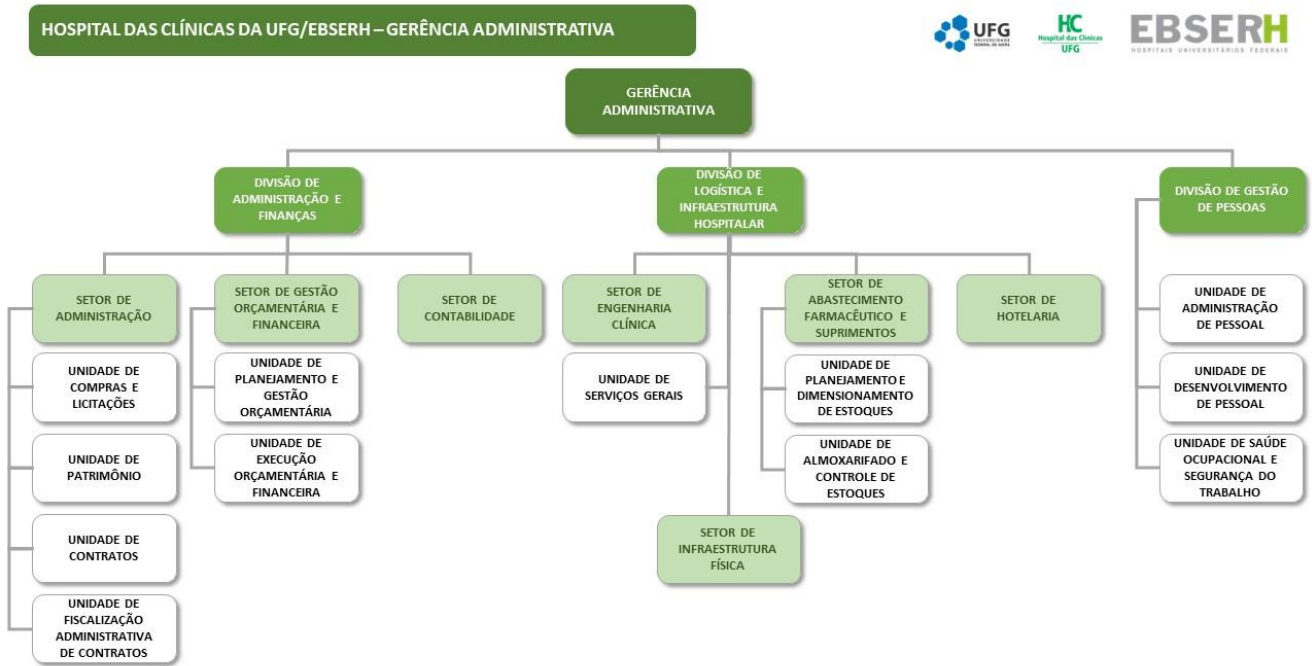 HOSPITAL DAS CLÍNICAS DA UFG/EBSERH – GERÊNCIA ADMINISTRATIVA
UFG
UNIVERSIDADE
FEDERAL DE GOIÁS
HC
Hospital das Clínicas
UFG
EBSERH
HOSPITAIS UNIVERSITÁRIOS FEDERAIS
GERÊNCIA
ADMINISTRATIVA
DIVISÃO DE
ADMINISTRAÇÃO E
FINANÇAS
DIVISÃO DE
LOGÍSTICA E
INFRAESTRUTURA
HOSPITALAR
DIVISÃO DE GESTÃO
DE PESSOAS
SETOR DE
ADMINISTRAÇÃO
SETOR DE GESTÃO
ORÇAMENTÁRIA E
FINANCEIRA
SETOR DE
CONTABILIDADE
SETOR DE
ENGENHARIA
CLÍNICA
SETOR DE
ABASTECIMENTO
FARMACÊUTICO E
SUPRIMENTOS
SETOR DE
HOTELARIA
UNIDADE DE
ADMINISTRAÇÃO
DE PESSOAL
UNIDADE DE
COMPRAS E
LICITAÇÕES
UNIDADE DE
PLANEJAMENTO E
GESTÃO
ORÇAMENTÁRIA
UNIDADE DE
SERVIÇOS GERAIS
UNIDADE DE
PLANEJAMENTO E
DIMENSIONAMENTO
DE ESTOQUES
UNIDADE DE
DESENVOLVIMENTO
DE PESSOAL
UNIDADE DE
PATRIMÔNIO
UNIDADE DE
EXECUÇÃO
ORÇAMENTÁRIA E
FINANCEIRA
UNIDADE DE
ALMOXARIFADO E
CONTROLE DE
ESTOQUES
UNIDADE DE SAÚDE
OCUPACIONAL E
SEGURANÇA DO
TRABALHO
UNIDADE DE
CONTRATOS
SETOR DE
INFRAESTRUTURA
FÍSICA
UNIDADE DE
FISCALIZAÇÃO
ADMINISTRATIVA
DE CONTRATOS